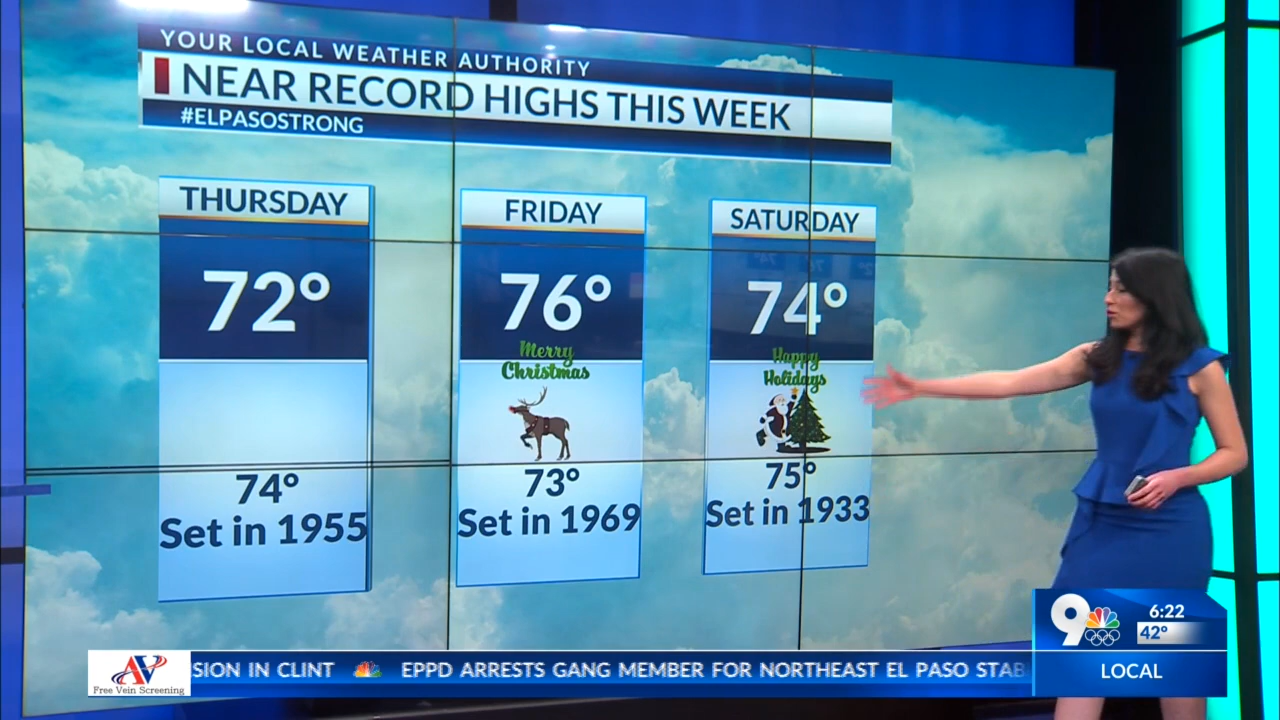 YOUR LOCAL WEATHER AUTHORITY
NEAR RECORD HIGHS THIS WEEK
#ELPASOSTRONG
THURSDAY
72°
74°
Set in 1955
FRIDAY
76°
Merry
Christmas
73°
Set in 1969
SATURDAY
74°
Happy
Holidays
75°
Set in 1933
9
6:22
42°
LOCAL
AV
Free Vein Screening
SION IN CLINT EPPD ARRESTS GANG MEMBER FOR NORTHEAST EL PASO STAB